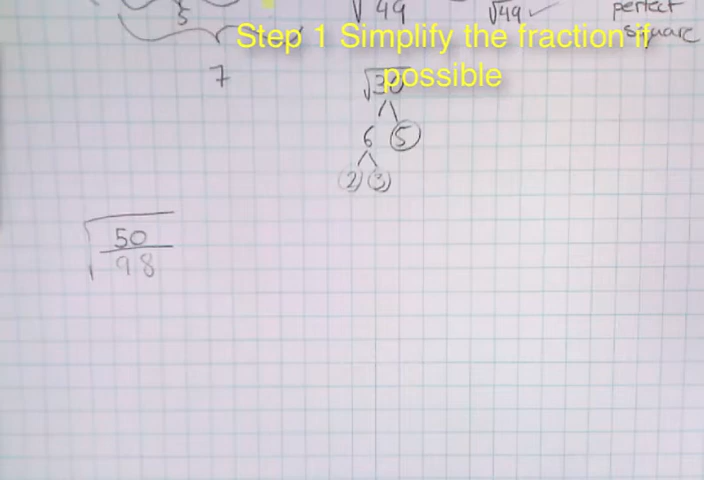 5
√49
√49 ✓
perfect
square
Step 1 Simplify the fraction if
possible
7
√30
6 5
2 3
√50
98